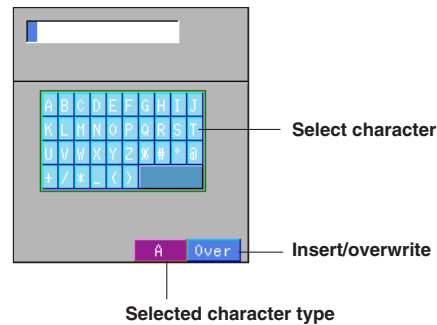 A B C D E F G H I J
K L M N O P Q R S T
U V W X Y Z % # ° @
+ / * _ ( )
Select character
A Over
Insert/overwrite
Selected character type